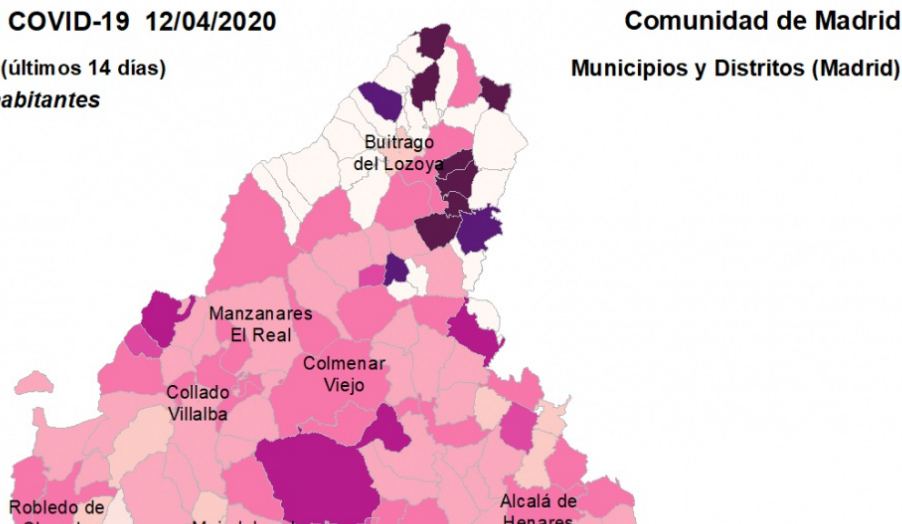 COVID-19 12/04/2020
Comunidad de Madrid
(últimos 14 días)
Municipios y Distritos (Madrid)
abitantes
Buitrago
del Lozoya
Manzanares
El Real
Colmenar
Viejo
Collado
Villalba
Robledo de
Alcalá de
Henares